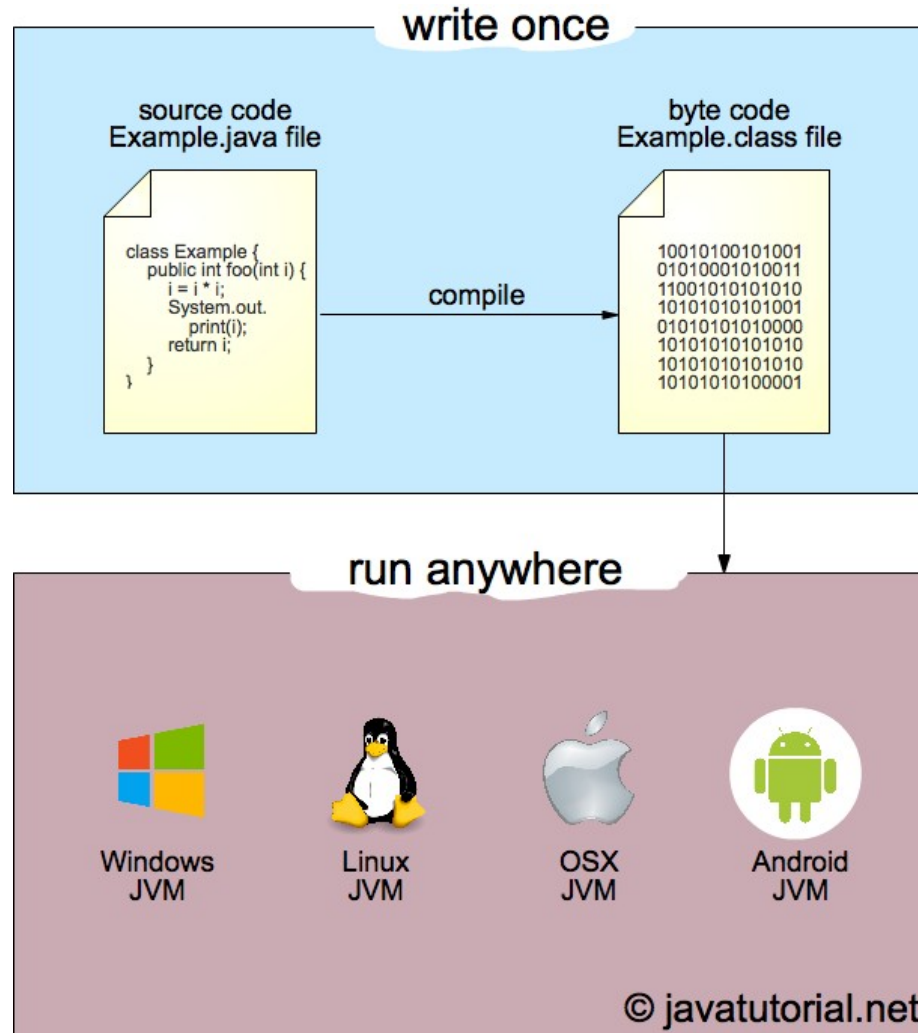 write once
source code
Example.java file
class Example {
public int foo(int i) {
i = i * i;
System.out.
print(i);
return i;
}
}
compile
byte code
Example.class file
10010100101001
01010001010011
11001010101010
10101010101001
01010101010000
10101010101010
10101010101010
10101010100001
run anywhere
Windows
JVM
Linux
JVM
OSX
JVM
Android
JVM
© javatutorial.net